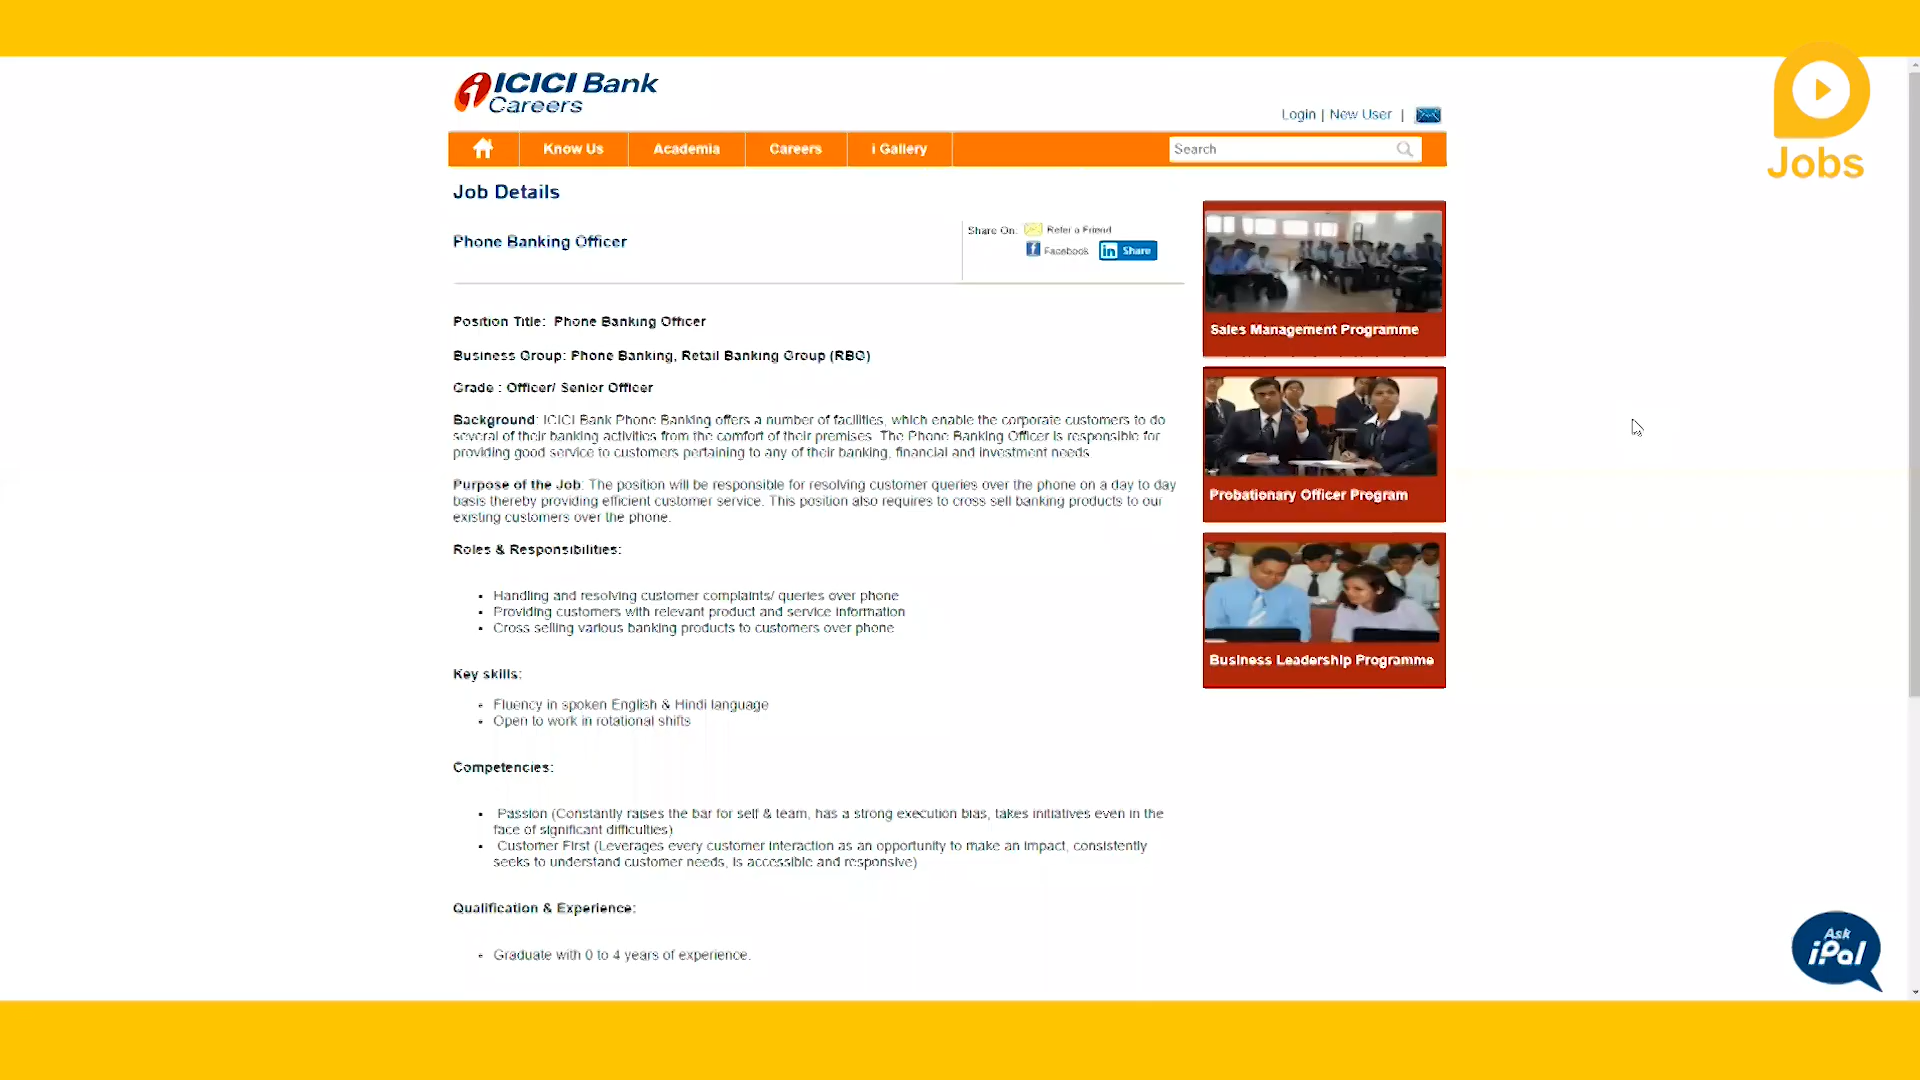 ICICI Bank
Careers
Jobs
Login | New User |
Know Us
Academia
Careers
i Gallery
Search
Job Details
Phone Banking Officer
Share On:
Refer a Friend
Facebook
in Share
Position Title: Phone Banking Officer
Business Group: Phone Banking, Retail Banking Group (RBG)
Grade : Officer/ Senior Officer
Background: ICICI Bank Phone Banking offers a number of facilities, which enable the corporate customers to do
several of their banking activities from the comfort of their premises. The Phone Banking Officer is responsible for
providing good service to customers pertaining to any of their banking, financial and investment needs.
Purpose of the Job: The position will be responsible for resolving customer queries over the phone on a day to day
basis thereby providing efficient customer service. This position also requires to cross sell banking products to our
existing customers over the phone.
Roles & Responsibilities:
• Handling and resolving customer complaints/ queries over phone
• Providing customers with relevant product and service information
• Cross selling various banking products to customers over phone
Key skills:
• Fluency in spoken English & Hindi language
• Open to work in rotational shifts
Competencies:
• Passion (Constantly raises the bar for self & team, has a strong execution bias, takes initiatives even in the
face of significant difficulties)
• Customer First (Leverages every customer interaction as an opportunity to make an impact, consistently
seeks to understand customer needs, is accessible and responsive)
Qualification & Experience:
• Graduate with 0 to 4 years of experience.
Sales Management Programme
Probationary Officer Program
Business Leadership Programme
Ask
iPal